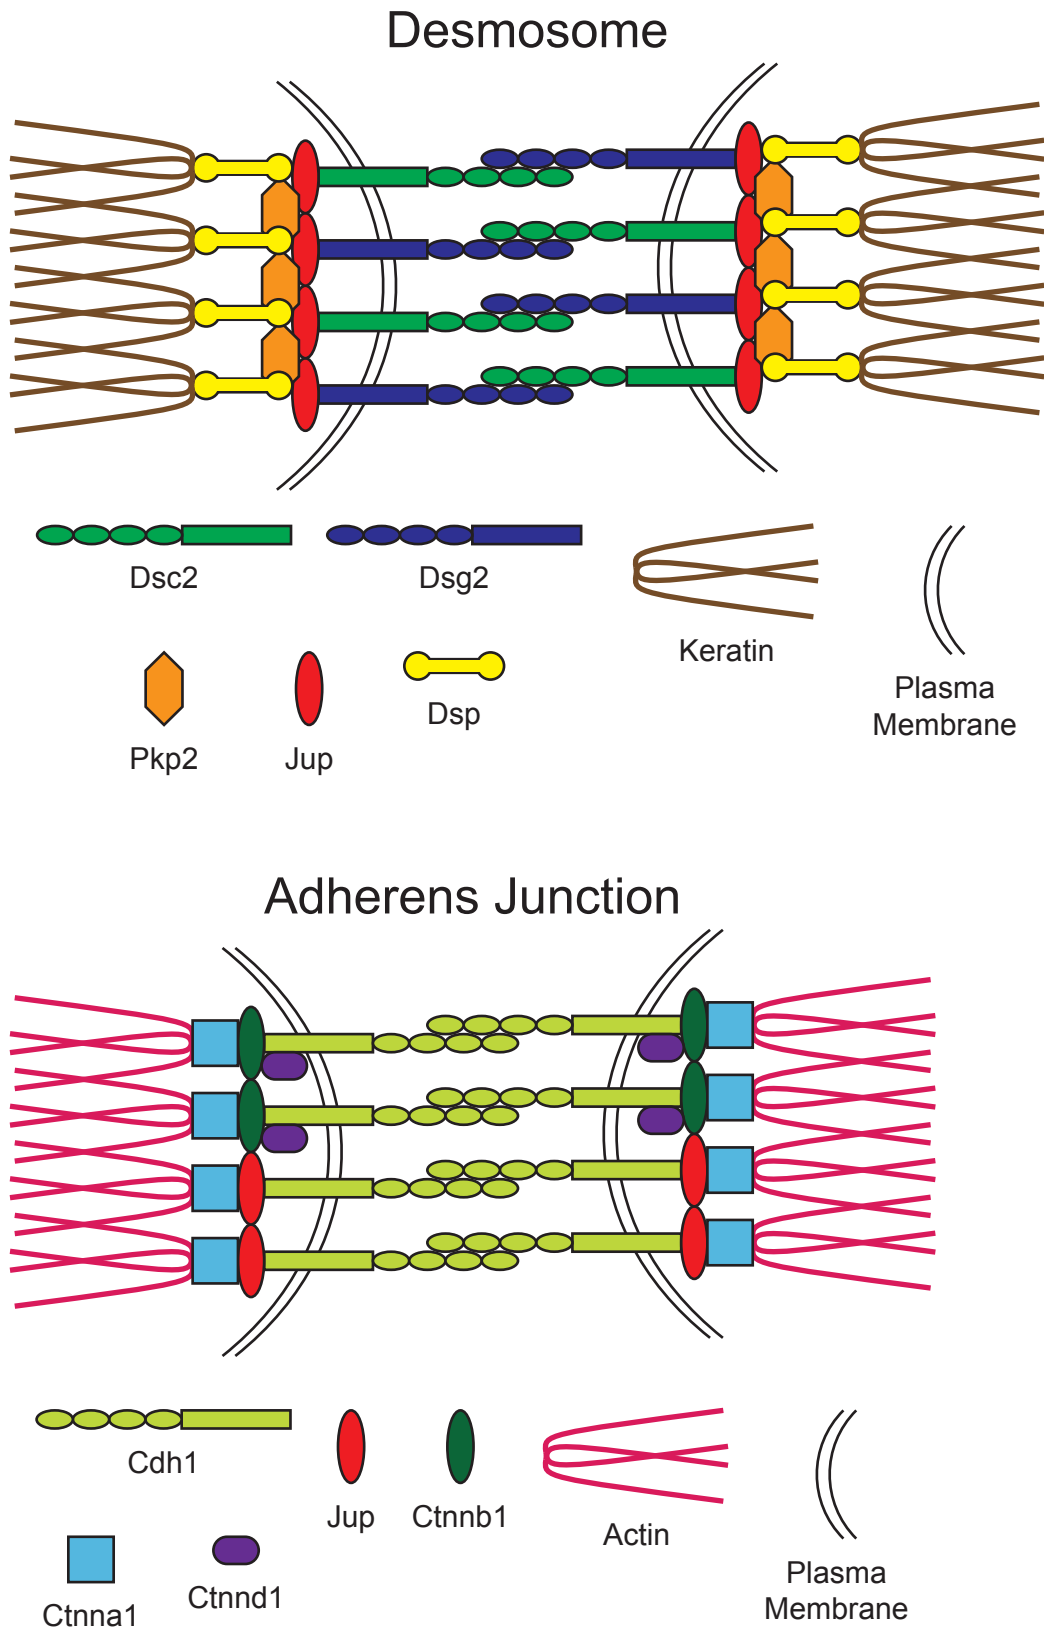 Desmosome
Dsc2
Dsg2
Keratin
Plasma
Membrane
Pkp2
Jup
Dsp
Adherens Junction
Cdh1
Jup
Ctnnb1
Actin
Plasma
Membrane
Ctnna1
Ctnnd1